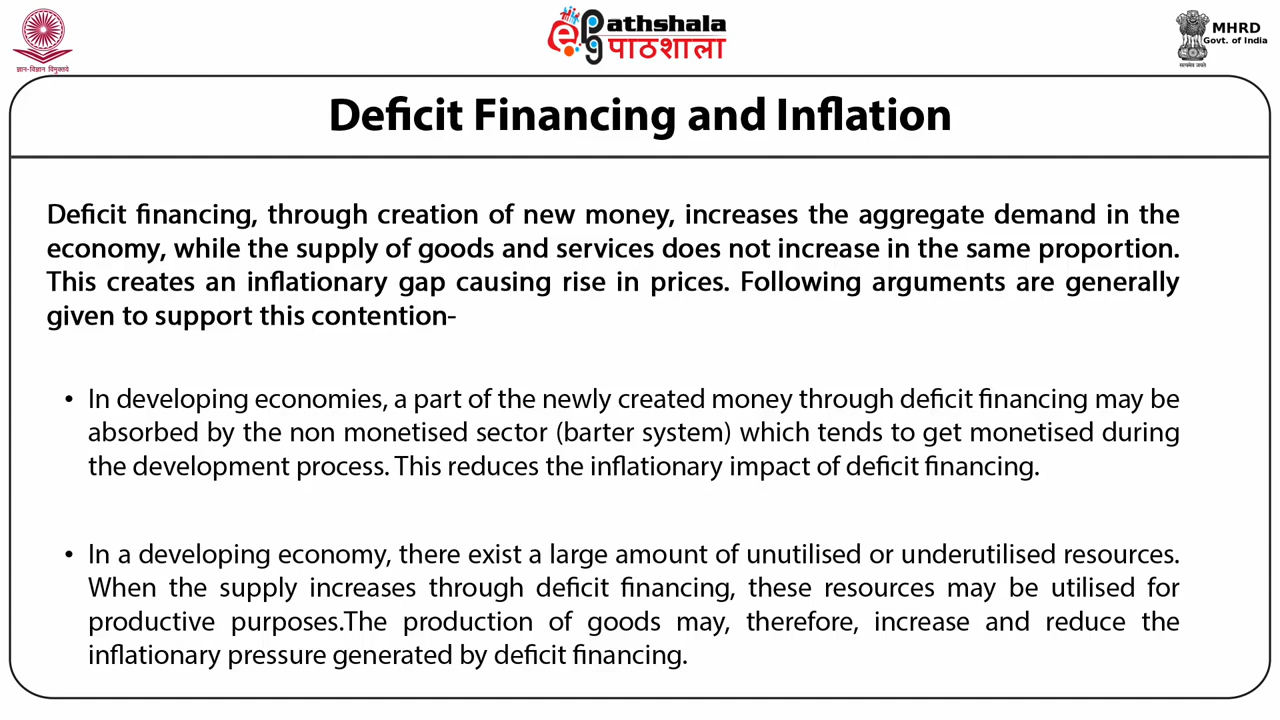 ज्ञान-विज्ञान विमुक्तये
epg
athshala
पाठशाला
MHRD
Govt. of India
सत्यमेव जयते
Deficit Financing and Inflation
Deficit financing, through creation of new money, increases the aggregate demand in the
economy, while the supply of goods and services does not increase in the same proportion.
This creates an inflationary gap causing rise in prices. Following arguments are generally
given to support this contention-
• In developing economies, a part of the newly created money through deficit financing may be
absorbed by the non monetised sector (barter system) which tends to get monetised during
the development process. This reduces the inflationary impact of deficit financing.
• In a developing economy, there exist a large amount of unutilised or underutilised resources.
When the supply increases through deficit financing, these resources may be utilised for
productive purposes.The production of goods may, therefore, increase and reduce the
inflationary pressure generated by deficit financing.